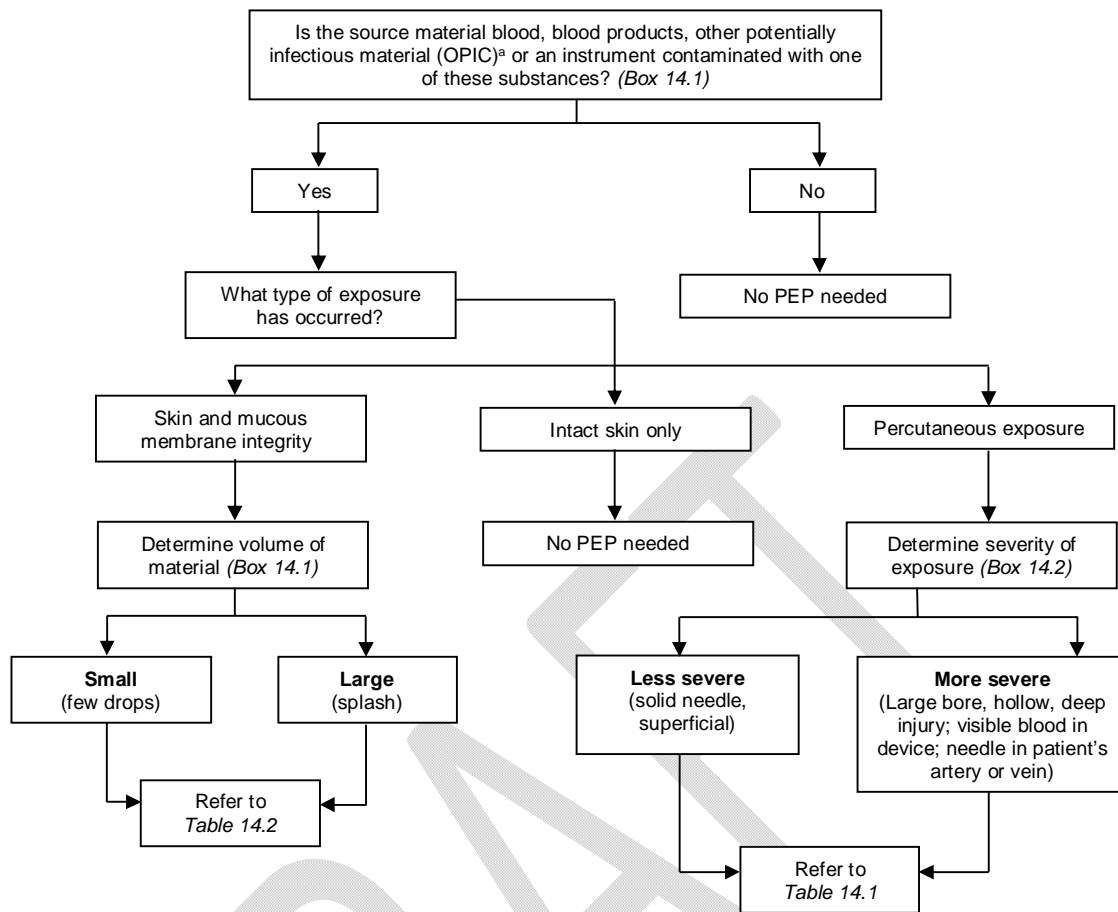 Is the source material blood, blood products, other potentially
infectious material (OPIC)ª or an instrument contaminated with one
of these substances? (Box 14.1)
Yes
No
What type of exposure
has occurred?
No PEP needed
Skin and mucous
membrane integrity
Intact skin only
Percutaneous exposure
Determine volume of
material (Box 14.1)
No PEP needed
Determine severity of
exposure (Box 14.2)
Small
(few drops)
Large
(splash)
Less severe
(solid needle,
superficial)
More severe
(Large bore, hollow, deep
injury; visible blood in
device; needle in patient's
artery or vein)
Refer to
Table 14.2
Refer to
Table 14.1